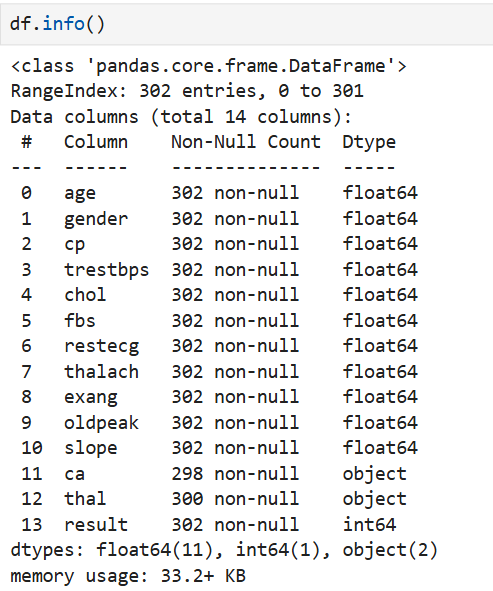 df.info()
<class 'pandas.core.frame.DataFrame'>
RangeIndex: 302 entries, 0 to 301
Data columns (total 14 columns):
 #   Column    Non-Null Count  Dtype
---  ------    --------------  -----
 0   age       302 non-null    float64
 1   gender    302 non-null    float64
 2   cp        302 non-null    float64
 3   trestbps  302 non-null    float64
 4   chol      302 non-null    float64
 5   fbs       302 non-null    float64
 6   restecg   302 non-null    float64
 7   thalach   302 non-null    float64
 8   exang     302 non-null    float64
 9   oldpeak   302 non-null    float64
 10  slope     302 non-null    float64
 11  ca        298 non-null    object
 12  thal      300 non-null    object
 13  result    302 non-null    int64
dtypes: float64(11), int64(1), object(2)
memory usage: 33.2+ KB